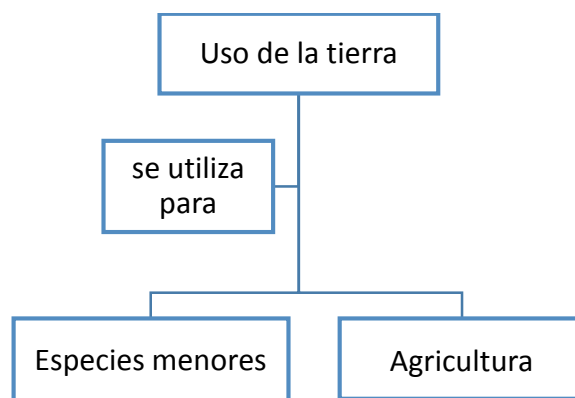 Uso de la tierra
se utiliza
para
Especies menores
Agricultura